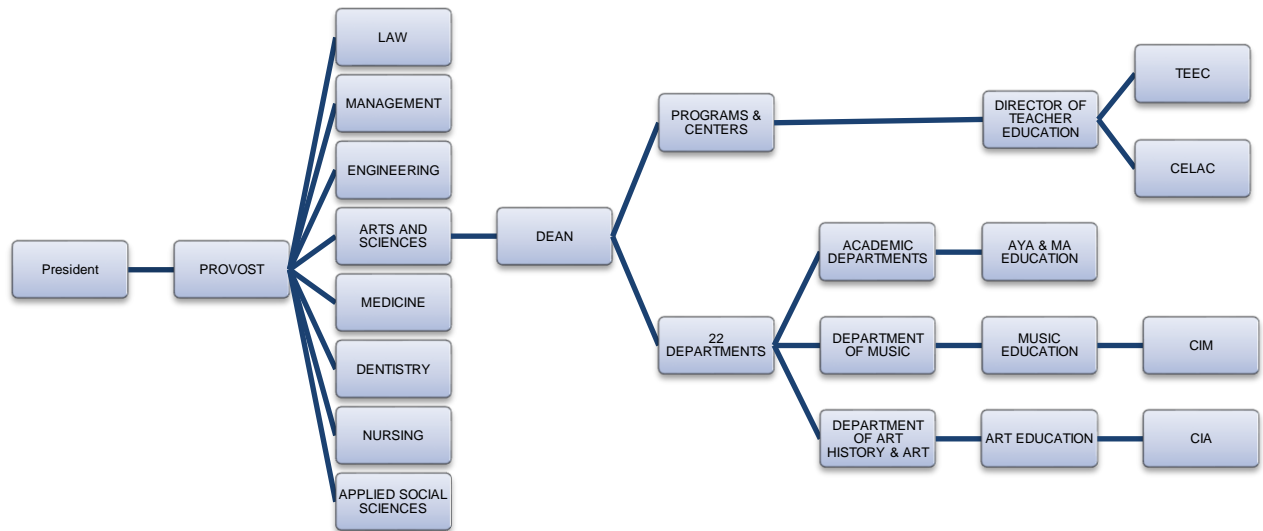 President
PROVOST
LAW
MANAGEMENT
ENGINEERING
ARTS AND
SCIENCES
MEDICINE
DENTISTRY
NURSING
APPLIED SOCIAL
SCIENCES
DEAN
PROGRAMS &
CENTERS
DIRECTOR OF
TEACHER
EDUCATION
TEEC
CELAC
22
DEPARTMENTS
ACADEMIC
DEPARTMENTS
AYA & MA
EDUCATION
DEPARTMENT
OF MUSIC
MUSIC
EDUCATION
CIM
DEPARTMENT
OF ART
HISTORY & ART
ART EDUCATION
CIA